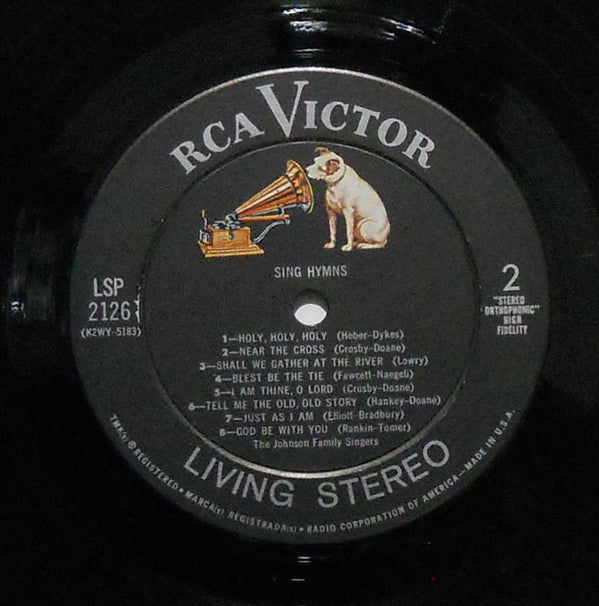 RCA VICTOR
SING HYMNS
LSP
2126
(K2WY-5183)
2
"STEREO
ORTHOPHONIC"
HIGH
FIDELITY
1—HOLY, HOLY, HOLY (Heber-Dykes)
2—NEAR THE CROSS (Crosby-Doane)
3—SHALL WE GATHER AT THE RIVER (Lowry)
4—BLEST BE THE TIE (Fawcett-Naegeli)
5—I AM THINE, O LORD (Crosby-Doane)
6—TELL ME THE OLD, OLD STORY (Hankey-Doane)
7—JUST AS I AM (Elliott-Bradbury)
8—GOD BE WITH YOU (Rankin-Tomer)
The Johnson Family Singers
LIVING STEREO
TMK(s) ® REGISTERED • MARCA(s) REGISTRADA(s) • RADIO CORPORATION OF AMERICA—MADE IN U.S.A.